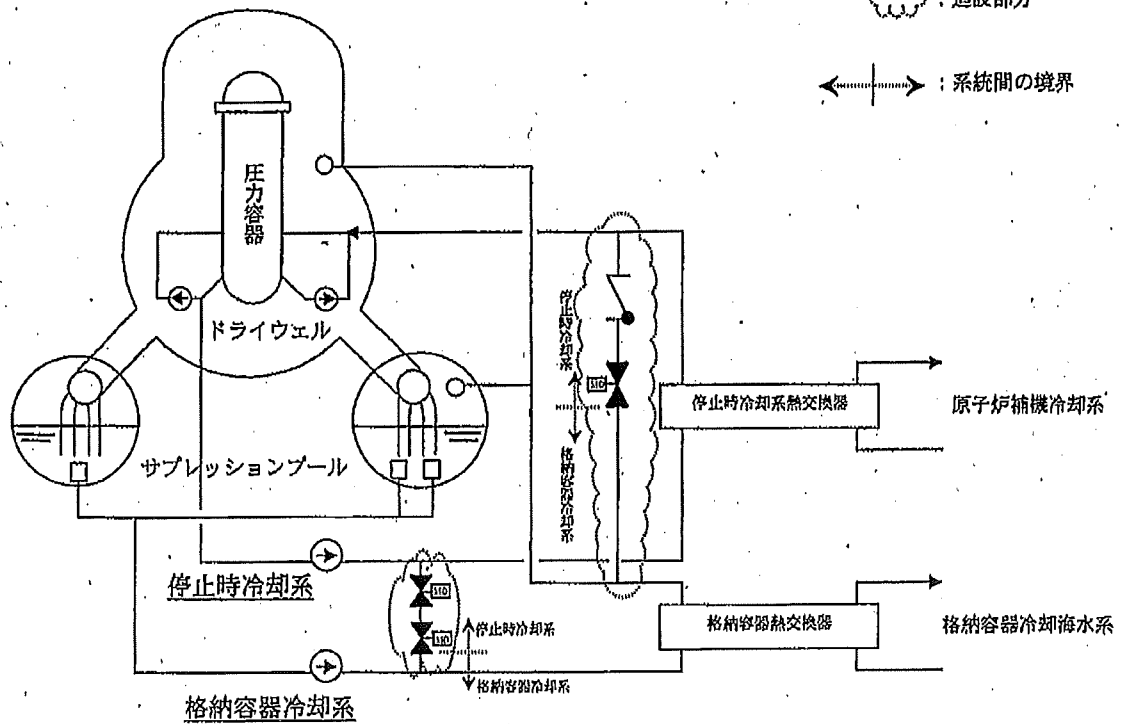 ：追設部分
：系統間の境界
圧力容器
ドライウェル
停止時冷却系
格納容器冷却系
停止時冷却系熱交換器
原子炉補機冷却系
サプレッションプール
停止時冷却系
停止時冷却系
格納容器冷却系
格納容器熱交換器
格納容器冷却海水系
格納容器冷却系